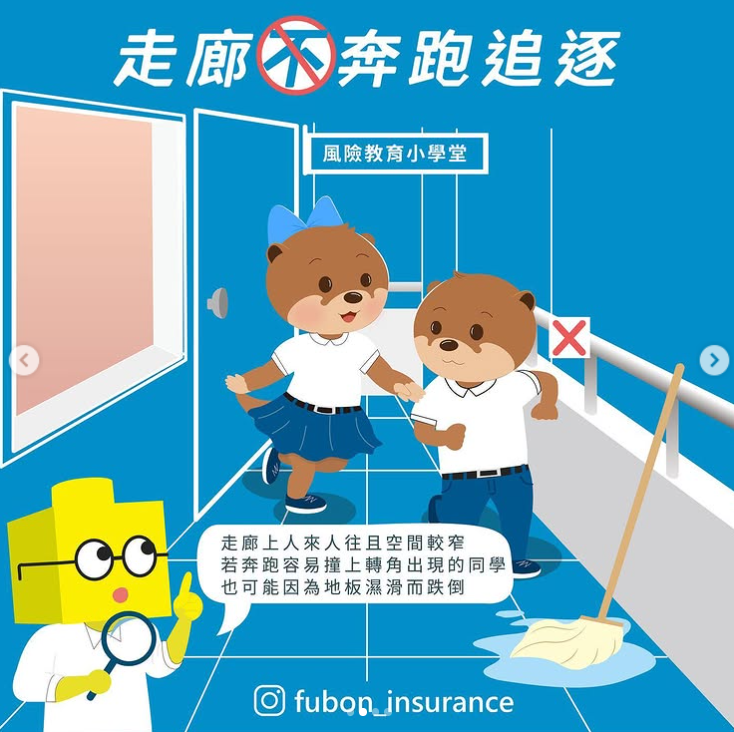 走廊不奔跑追逐
風險教育小學堂
走廊上人來人往且空間較窄
若奔跑容易撞上轉角出現的同學
也可能因為地板濕滑而跌倒
fubon_insurance